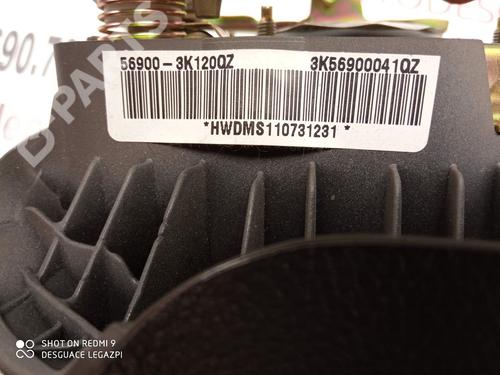 56900-3K120QZ 3K56900041QZ
*HWDMS110731231*
SHOT ON REDMI 9
DESGUACE LEGAZPI